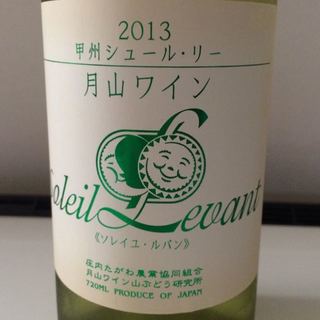 2013
甲州シュール・リー
月山ワイン
Soleil Levant
《ソレイユ・ルバン》
庄内たがわ農業協同組合
月山ワイン山ぶどう研究所
720ML PRODUCE OF JAPAN